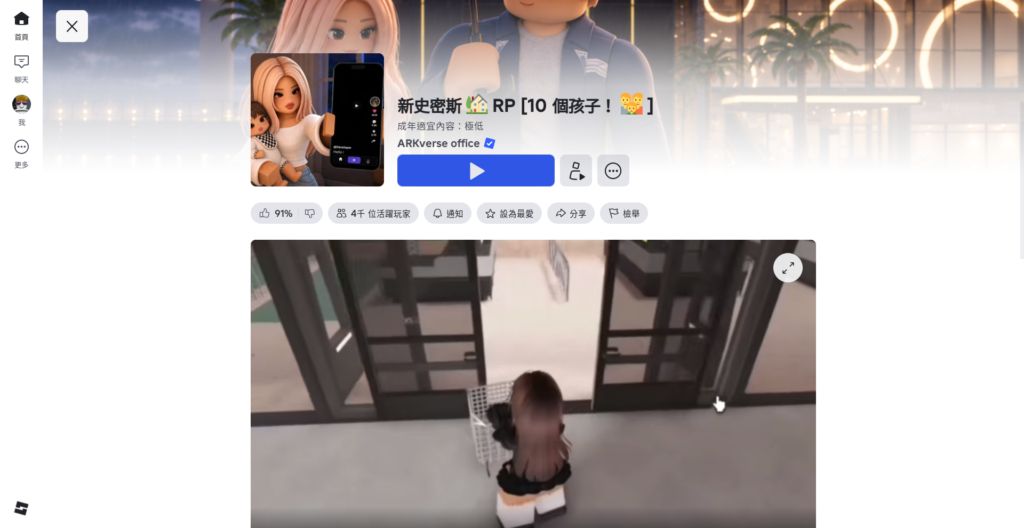 首頁
聊天
我
更多
新史密斯🏡 RP [10 個孩子！👨‍❤️‍👨]
成年適宜內容：極低
ARKverse office
91%
4千 位活躍玩家
通知
設為最愛
分享
檢舉